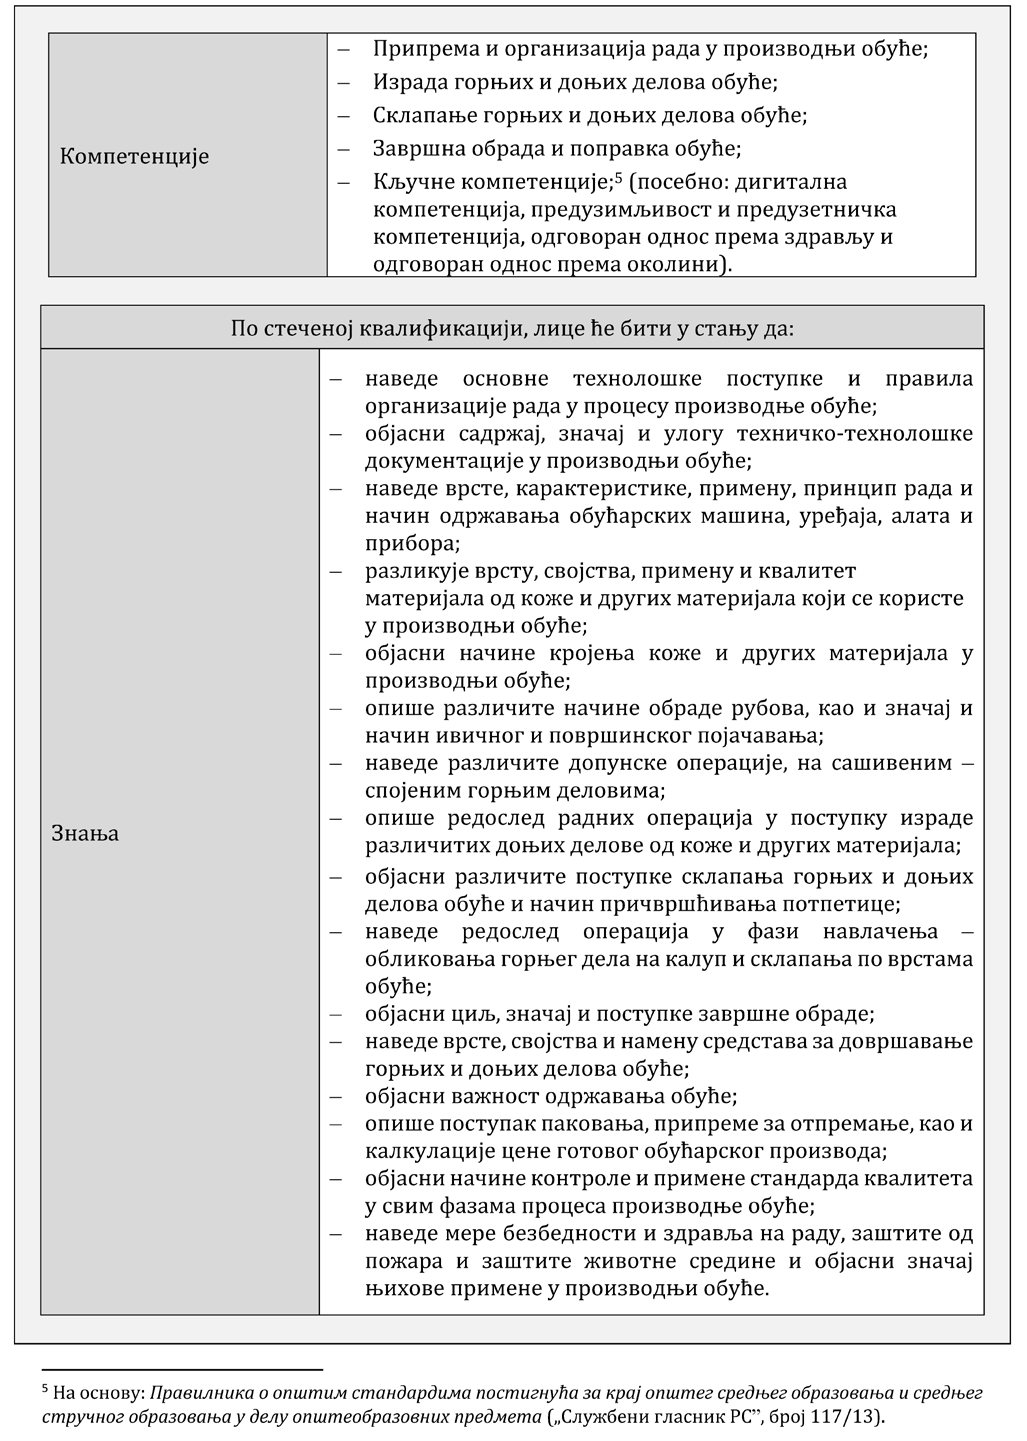 Компетенције
– Припрема и организација рада у производњи обуће;
– Израда горњих и доњих делова обуће;
– Склапање горњих и доњих делова обуће;
– Завршна обрада и поправка обуће;
– Кључне компетенције;⁵ (посебно: дигитална
компетенција, предузимљивост и предузетничка
компетенција, одговоран однос према здрављу и
одговоран однос према околини).
По стеченој квалификацији, лице ће бити у стању да:
Знања
– наведе основне технолошке поступке и правила
организације рада у процесу производње обуће;
– објасни садржај, значај и улогу техничко-технолошке
документације у производњи обуће;
– наведе врсте, карактеристике, примену, принцип рада и
начин одржавања обућарских машина, уређаја, алата и
прибора;
– разликује врсту, својства, примену и квалитет
материјала од коже и других материјала који се користе
у производњи обуће;
– објасни начине кројења коже и других материјала у
производњи обуће;
– опише различите начине обраде рубова, као и значај и
начин ивичног и површинског појачавања;
– наведе различите допунске операције, на сашивеним –
спојеним горњим деловима;
– опише редослед радних операција у поступку израде
различитих доњих делове од коже и других материјала;
– објасни различите поступке склапања горњих и доњих
делова обуће и начин причвршћивања потпетице;
– наведе редослед операција у фази навлачења –
обликовања горњег дела на калуп и склапања по врстама
обуће;
– објасни циљ, значај и поступке завршне обраде;
– наведе врсте, својства и намену средстава за довршавање
горњих и доњих делова обуће;
– објасни важност одржавања обуће;
– опише поступак паковања, припреме за отпремање, као и
калкулације цене готовог обућарског производа;
– објасни начине контроле и примене стандарда квалитета
у свим фазама процеса производње обуће;
– наведе мере безбедности и здравља на раду, заштите од
пожара и заштите животне средине и објасни значај
њихове примене у производњи обуће.
⁵ На основу: Правилника о општим стандардима постигнућа за крај општег средњег образовања и средњег
стручног образовања у делу општеобразовних предмета („Службени гласник РС”, број 117/13).